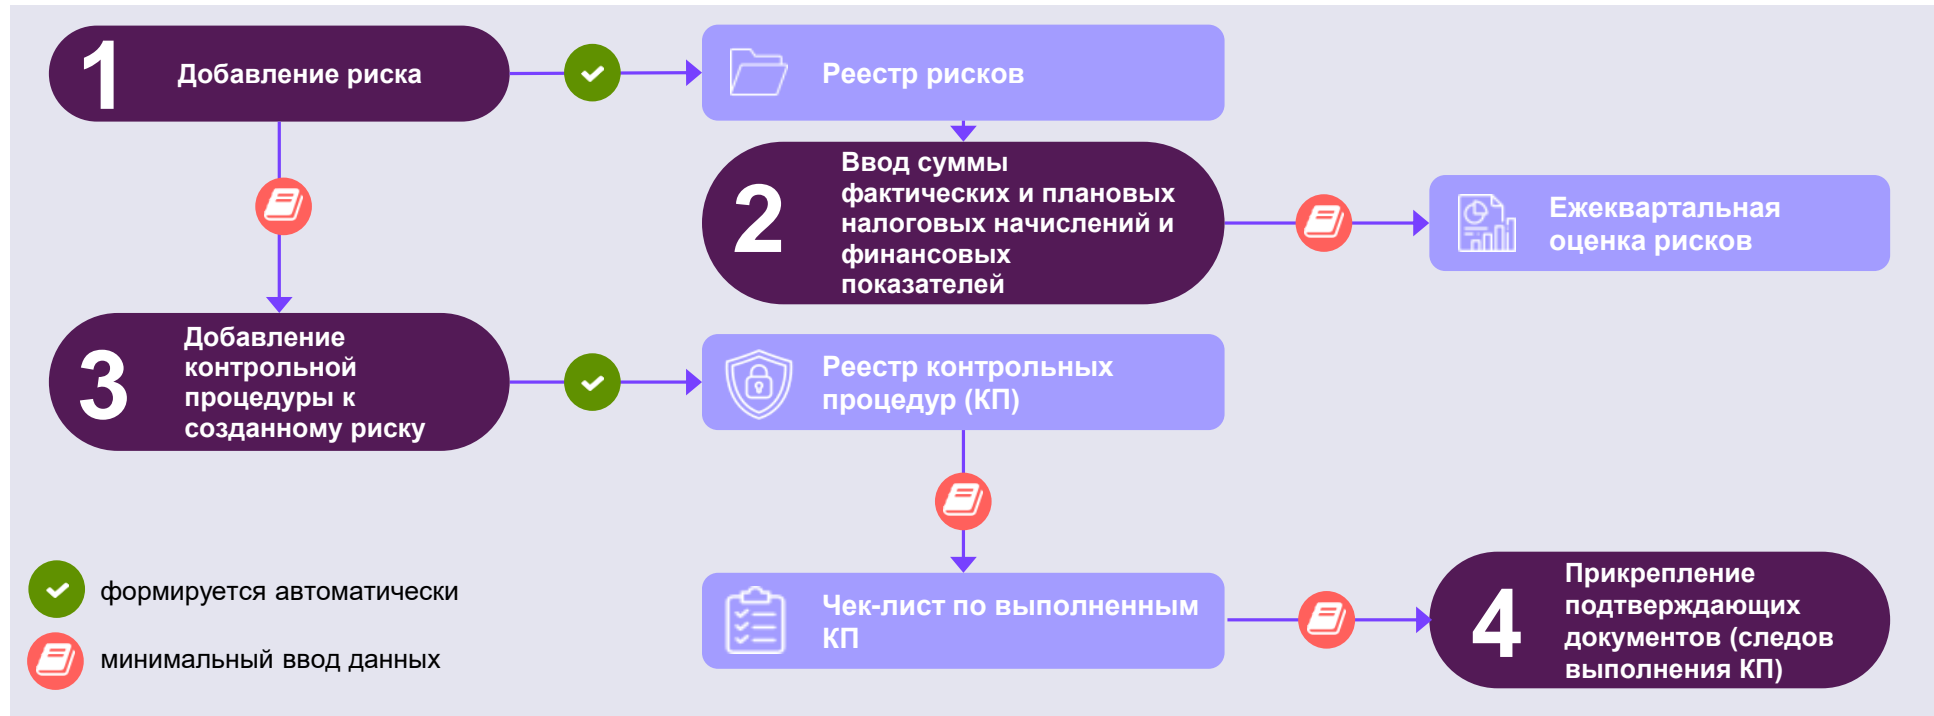 1
Добавление риска
Реестр рисков
2
Ввод суммы
фактических и плановых
налоговых начислений и
финансовых
показателей
Ежеквартальная
оценка рисков
3
Добавление
контрольной
процедуры к
созданному риску
Реестр контрольных
процедур (КП)
Чек-лист по выполненным
КП
4
Прикрепление
подтверждающих
документов (следов
выполнения КП)
формируется автоматически
минимальный ввод данных